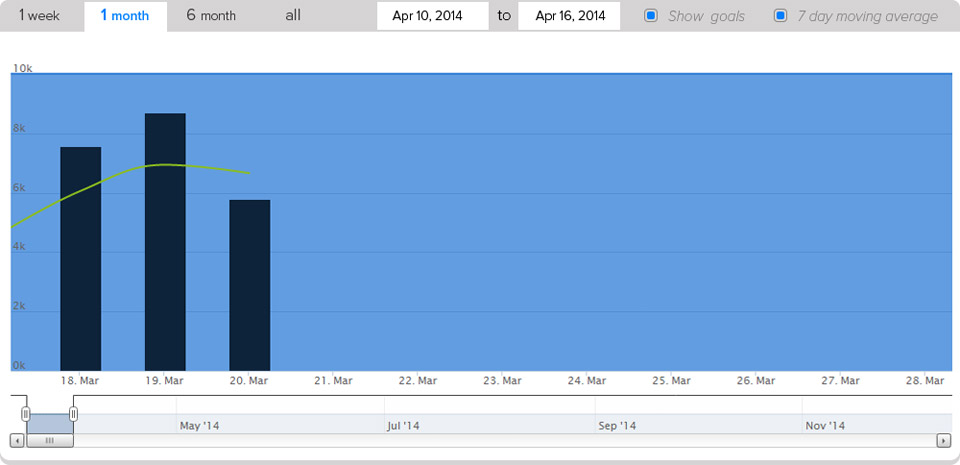 1 week 1 month 6 month all Apr 10, 2014 to Apr 16, 2014 Show goals 7 day moving average
10k
8k
6k
4k
2k
0k
18. Mar 19. Mar 20. Mar 21. Mar 22. Mar 23. Mar 24. Mar 25. Mar 26. Mar 27. Mar 28. Mar
May '14 Jul '14 Sep '14 Nov '14